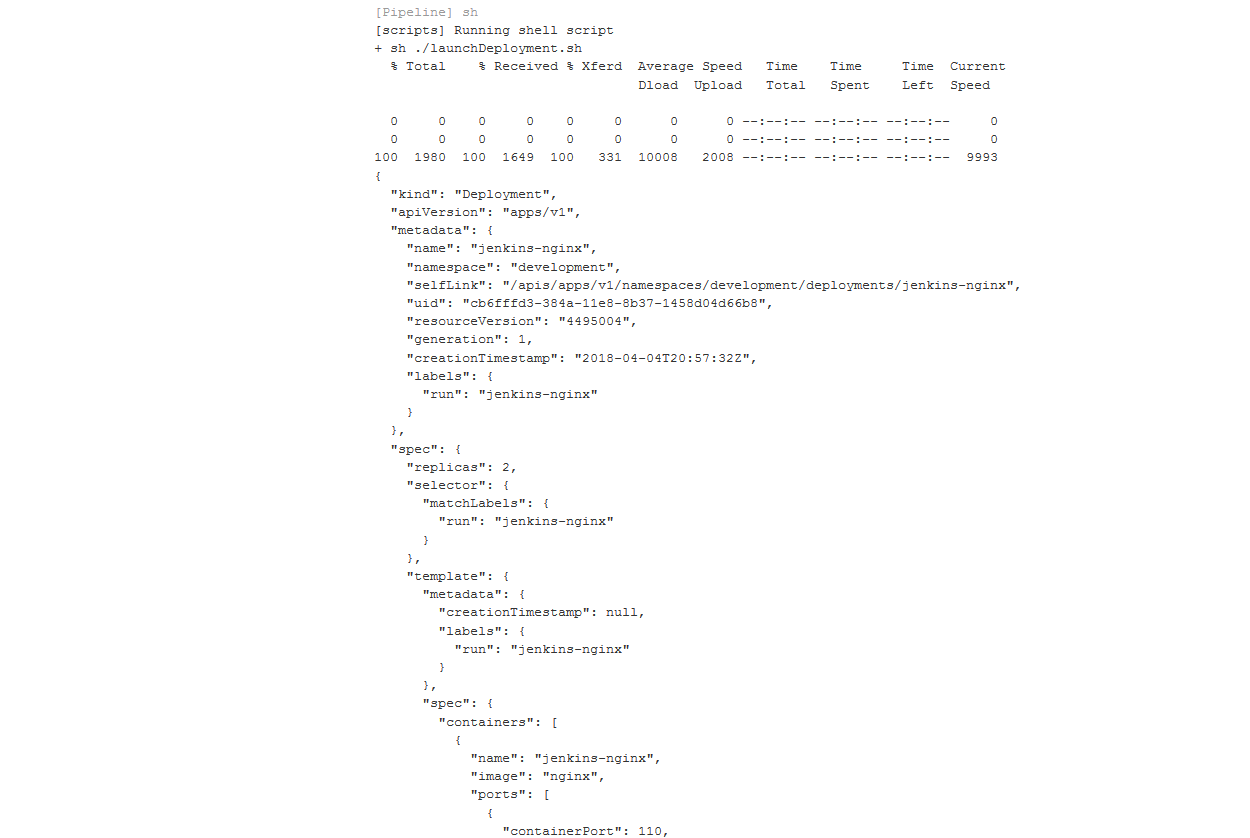 [Pipeline] sh
[scripts] Running shell script
+ sh ./launchDeployment.sh
  % Total    % Received % Xferd  Average Speed   Time    Time     Time  Current
                                 Dload  Upload   Total   Spent    Left  Speed
  0     0    0     0    0     0      0      0 --:--:-- --:--:-- --:--:--     0
  0     0    0     0    0     0      0      0 --:--:-- --:--:-- --:--:--     0
100  1980  100  1649  100   331  10008   2008 --:--:-- --:--:-- --:--:--  9993
{
  "kind": "Deployment",
  "apiVersion": "apps/v1",
  "metadata": {
    "name": "jenkins-nginx",
    "namespace": "development",
    "selfLink": "/apis/apps/v1/namespaces/development/deployments/jenkins-nginx",
    "uid": "cb6fffd3-384a-11e8-8b37-1458d04d66b8",
    "resourceVersion": "4495004",
    "generation": 1,
    "creationTimestamp": "2018-04-04T20:57:32Z",
    "labels": {
      "run": "jenkins-nginx"
    }
  },
  "spec": {
    "replicas": 2,
    "selector": {
      "matchLabels": {
        "run": "jenkins-nginx"
      }
    },
    "template": {
      "metadata": {
        "creationTimestamp": null,
        "labels": {
          "run": "jenkins-nginx"
        }
      },
      "spec": {
        "containers": [
          {
            "name": "jenkins-nginx",
            "image": "nginx",
            "ports": [
              {
                "containerPort": 110,